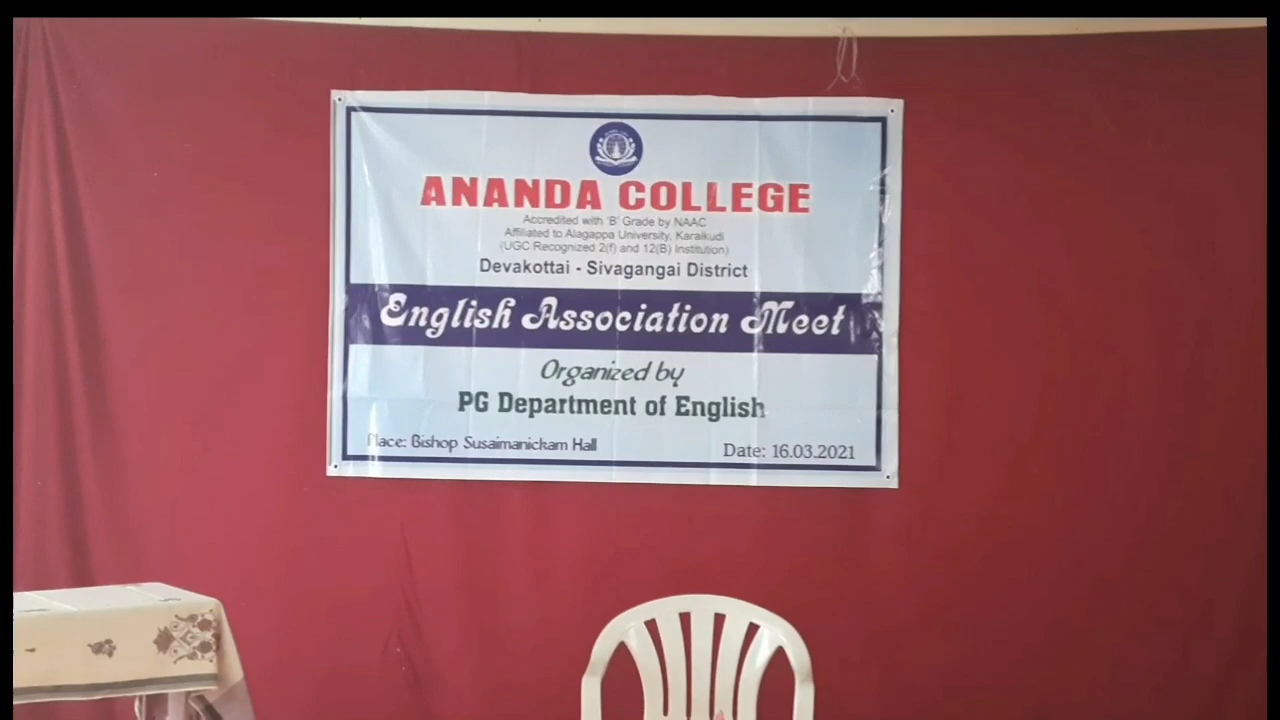 ANANDA COLLEGE
Accredited with 'B' Grade by NAAC
Affiliated to Alagappa University, Karaikudi
(UGC Recognized 2(f) and 12(B) Institution)
Devakottai - Sivagangai District
English Association Meet
Organized by
PG Department of English
Place: Bishop Susaimanickam Hall
Date: 16.03.2021